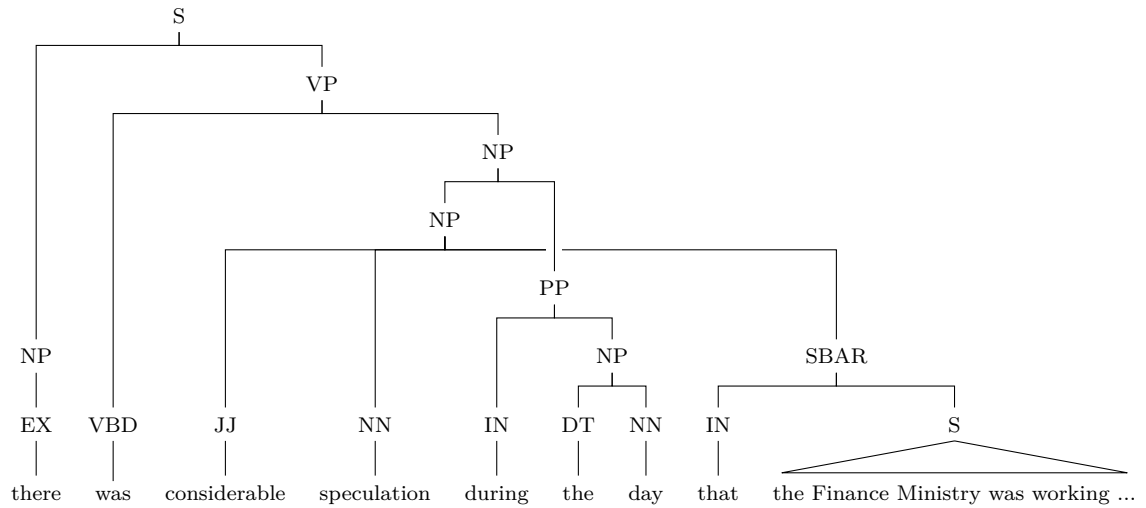 S
VP
NP
NP
PP
NP NP SBAR
EX VBD JJ NN IN DT NN IN S
there was considerable speculation during the day that the Finance Ministry was working ...